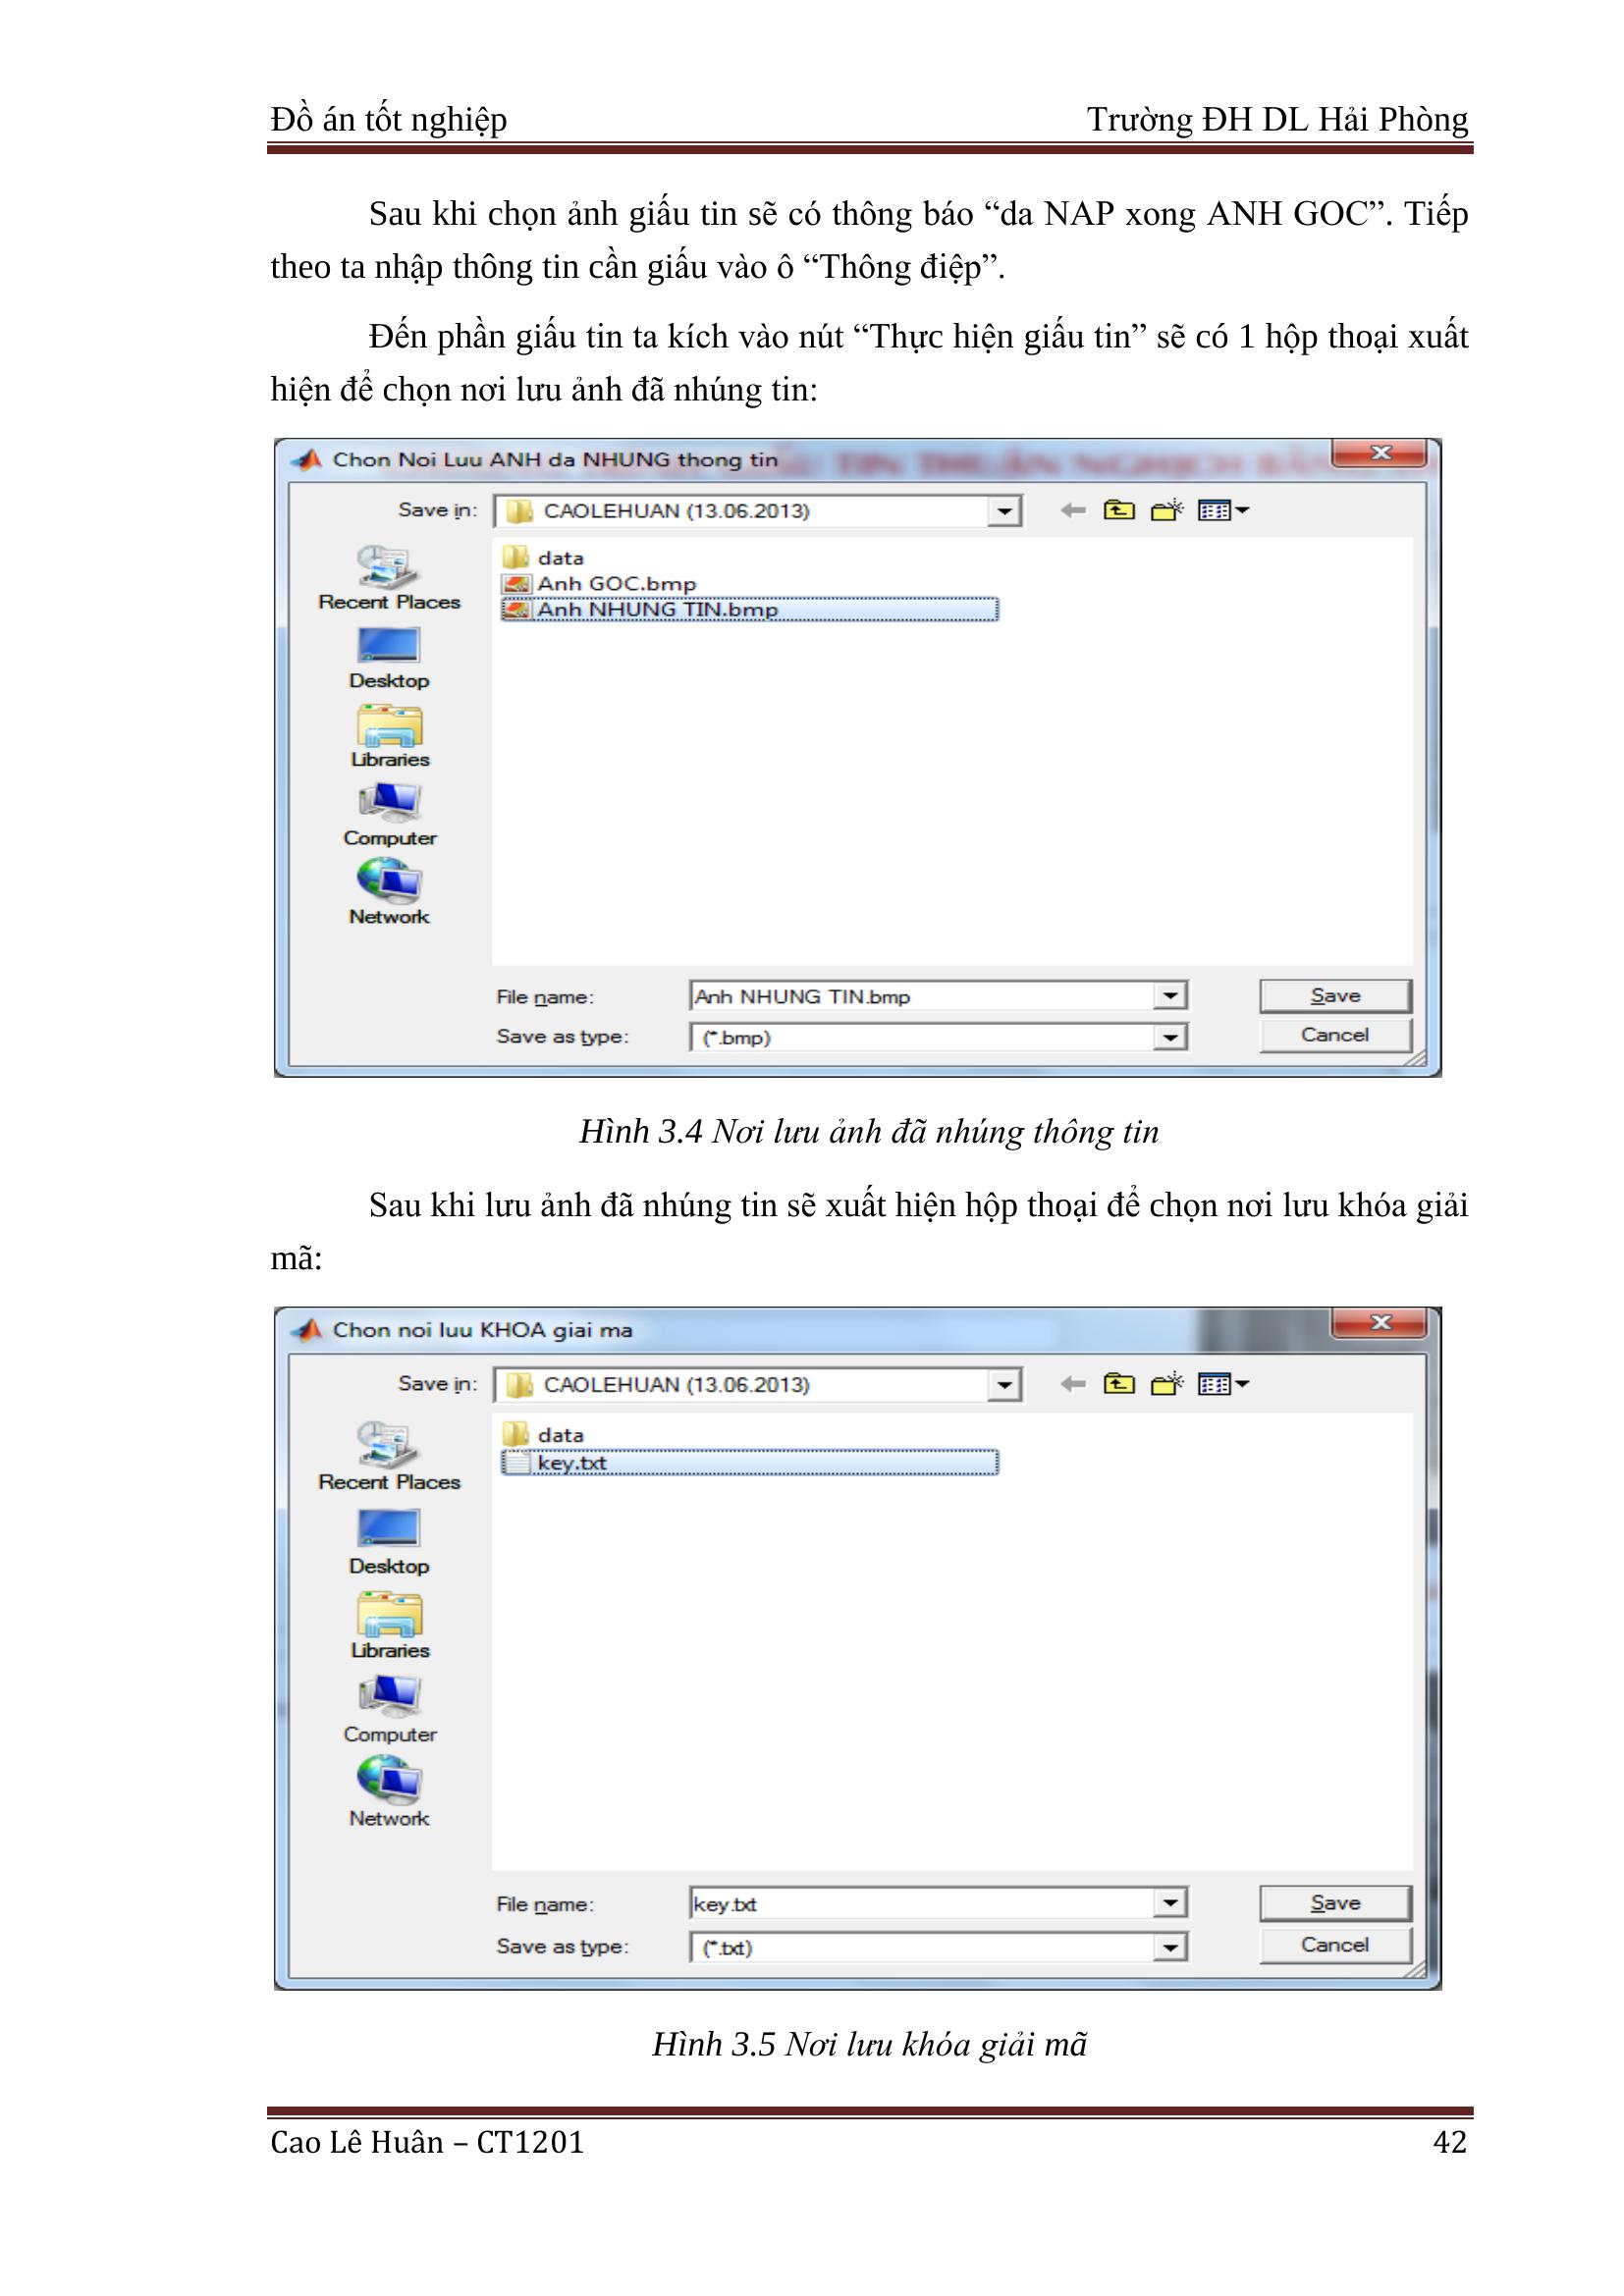 Đồ án tốt nghiệp Trường ĐH DL Hải Phòng
Sau khi chọn ảnh giấu tin sẽ có thông báo “da NAP xong ANH GOC”. Tiếp
theo ta nhập thông tin cần giấu vào ô “Thông điệp”.
Đến phần giấu tin ta kích vào nút “Thực hiện giấu tin” sẽ có 1 hộp thoại xuất
hiện để chọn nơi lưu ảnh đã nhúng tin:
Chon Noi Luu ANH da NHUNG thong tin
Save in: CAOLEHUAN (13.06.2013)
data
Anh GOC.bmp
Anh NHUNG TIN.bmp
Recent Places
Desktop
Libraries
Computer
Network
File name: Anh NHUNG TIN.bmp Save
Save as type: (*.bmp) Cancel
Hình 3.4 Nơi lưu ảnh đã nhúng thông tin
Sau khi lưu ảnh đã nhúng tin sẽ xuất hiện hộp thoại để chọn nơi lưu khóa giải
mã:
Chon noi luu KHOA giai ma
Save in: CAOLEHUAN (13.06.2013)
data
key.txt
Recent Places
Desktop
Libraries
Computer
Network
File name: key.txt Save
Save as type: (*.txt) Cancel
Hình 3.5 Nơi lưu khóa giải mã
Cao Lê Huân – CT1201 42